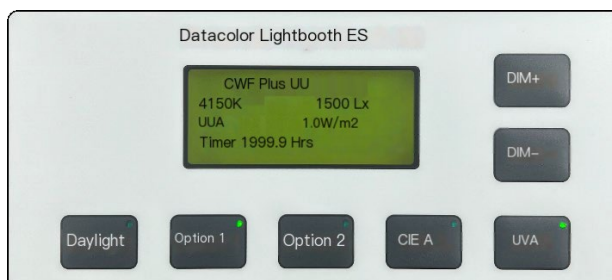 Datacolor Lightbooth ES
CWF Plus UU
4150K 1500 Lx
UUA 1.0W/m2
Timer 1999.9 Hrs
DIM+
DIM−
Daylight
Option 1
Option 2
CIE A
UVA